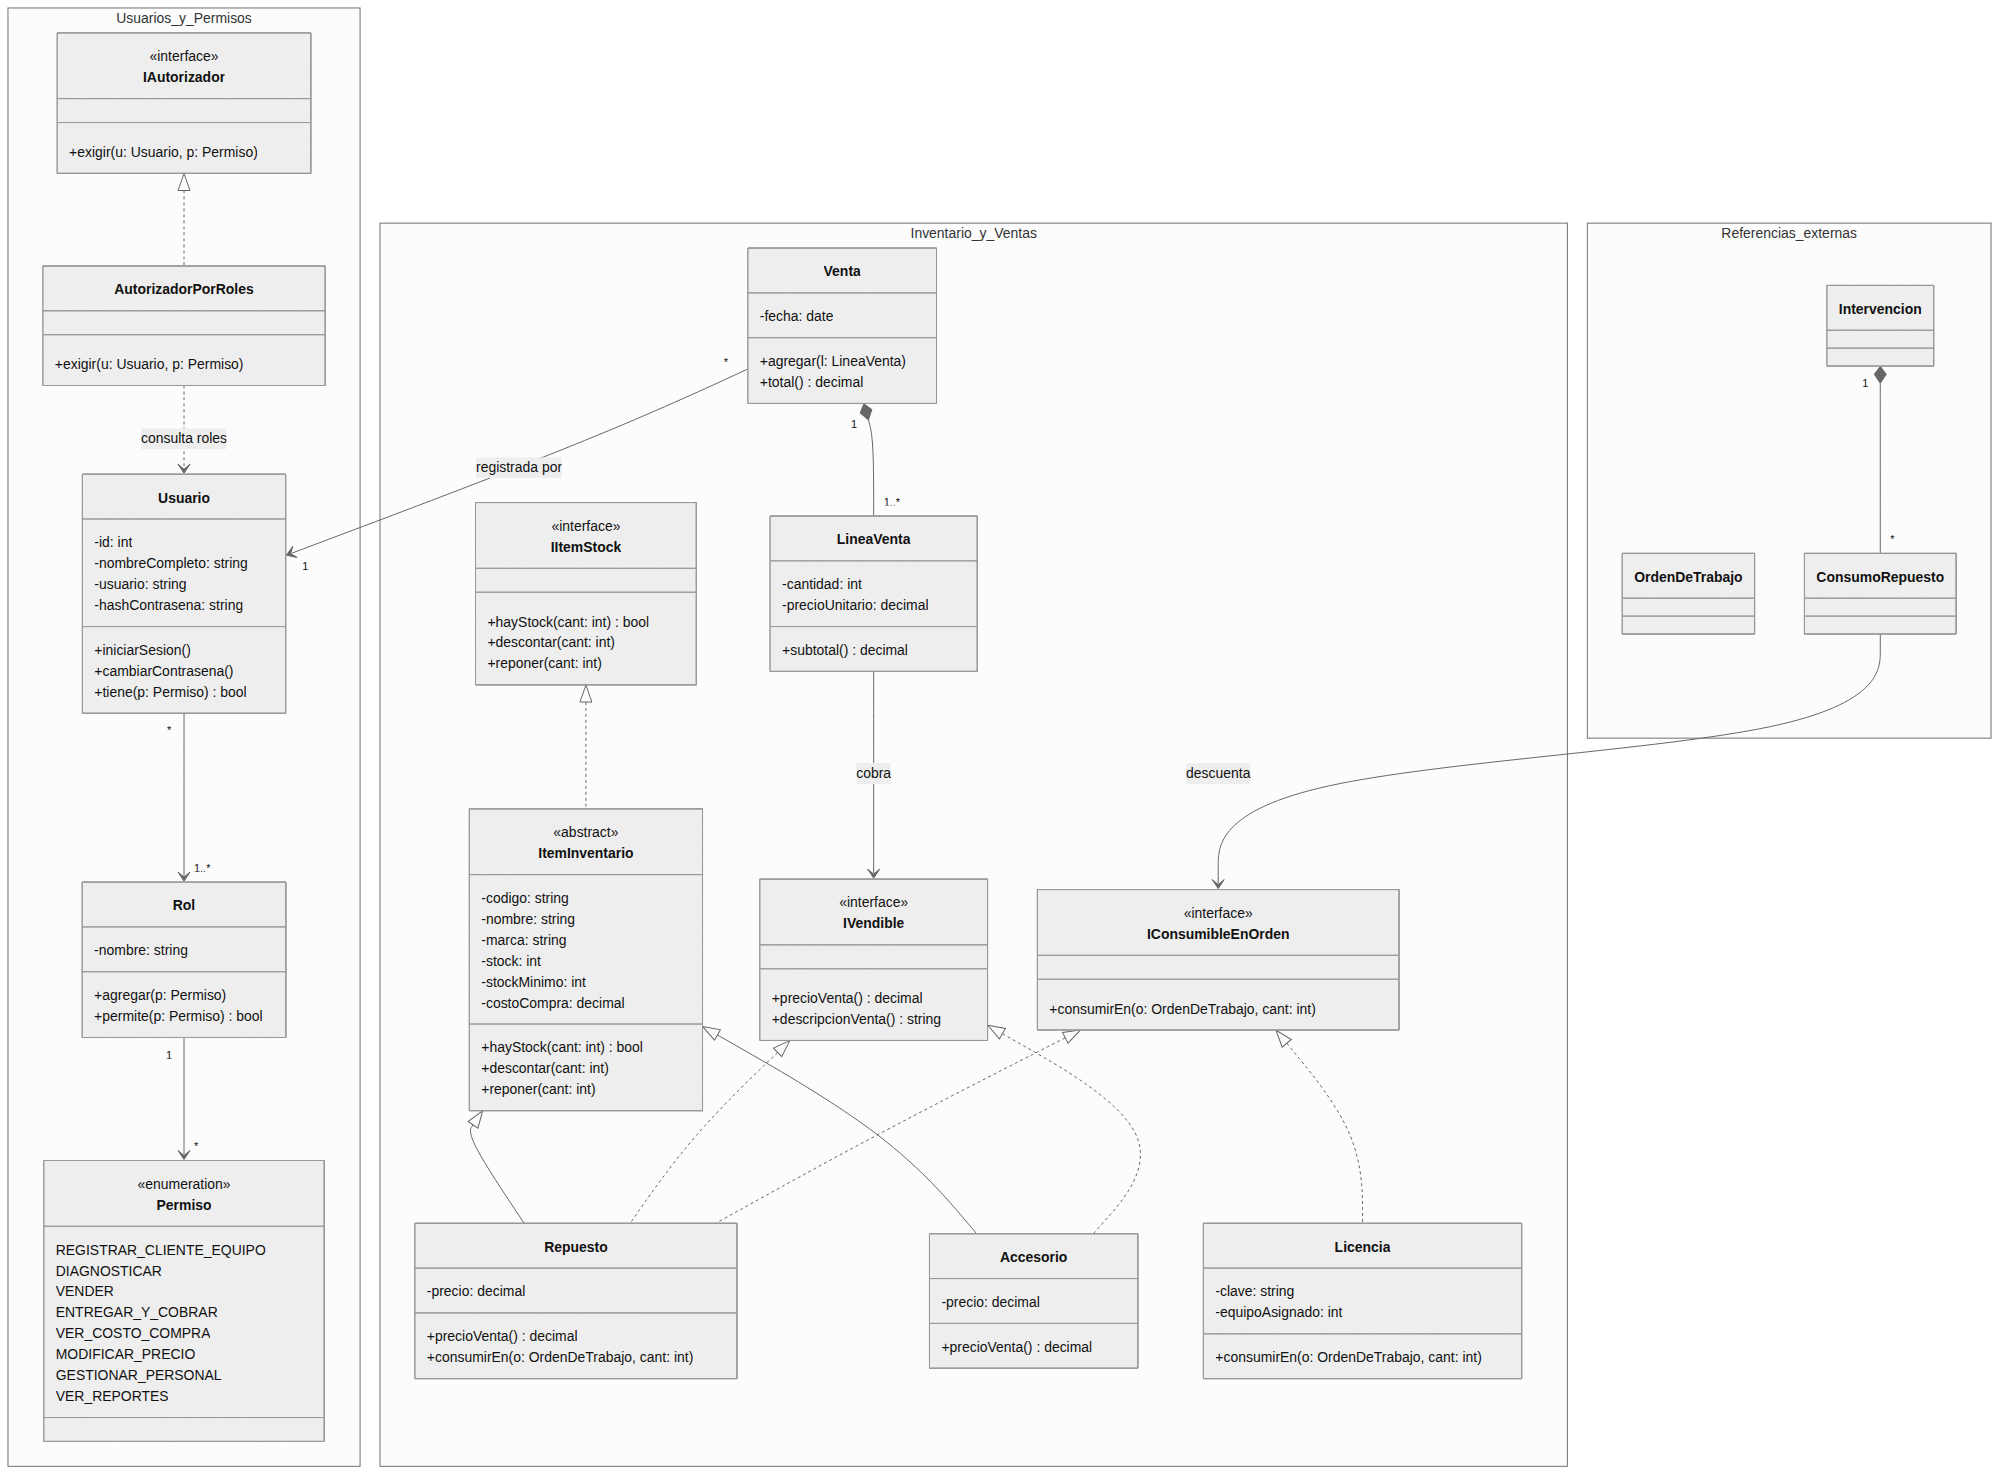 Usuarios_y_Permisos
«interface»
IAutorizador
+exigir(u: Usuario, p: Permiso)
AutorizadorPorRoles
+exigir(u: Usuario, p: Permiso)
consulta roles
Usuario
-id: int
-nombreCompleto: string
-usuario: string
-hashContrasena: string
+iniciarSesion()
+cambiarContrasena()
+tiene(p: Permiso) : bool
*
1..*
Rol
-nombre: string
+agregar(p: Permiso)
+permite(p: Permiso) : bool
1
*
«enumeration»
Permiso
REGISTRAR_CLIENTE_EQUIPO
DIAGNOSTICAR
VENDER
ENTREGAR_Y_COBRAR
VER_COSTO_COMPRA
MODIFICAR_PRECIO
GESTIONAR_PERSONAL
VER_REPORTES
Inventario_y_Ventas
Venta
-fecha: date
+agregar(l: LineaVenta)
+total() : decimal
*
registrada por
1
1
1..*
«interface»
IItemStock
+hayStock(cant: int) : bool
+descontar(cant: int)
+reponer(cant: int)
LineaVenta
-cantidad: int
-precioUnitario: decimal
+subtotal() : decimal
cobra
descuenta
«abstract»
ItemInventario
-codigo: string
-nombre: string
-marca: string
-stock: int
-stockMinimo: int
-costoCompra: decimal
+hayStock(cant: int) : bool
+descontar(cant: int)
+reponer(cant: int)
«interface»
IVendible
+precioVenta() : decimal
+descripcionVenta() : string
«interface»
IConsumibleEnOrden
+consumirEn(o: OrdenDeTrabajo, cant: int)
Repuesto
-precio: decimal
+precioVenta() : decimal
+consumirEn(o: OrdenDeTrabajo, cant: int)
Accesorio
-precio: decimal
+precioVenta() : decimal
Licencia
-clave: string
-equipoAsignado: int
+consumirEn(o: OrdenDeTrabajo, cant: int)
Referencias_externas
Intervencion
1
*
OrdenDeTrabajo
ConsumoRepuesto